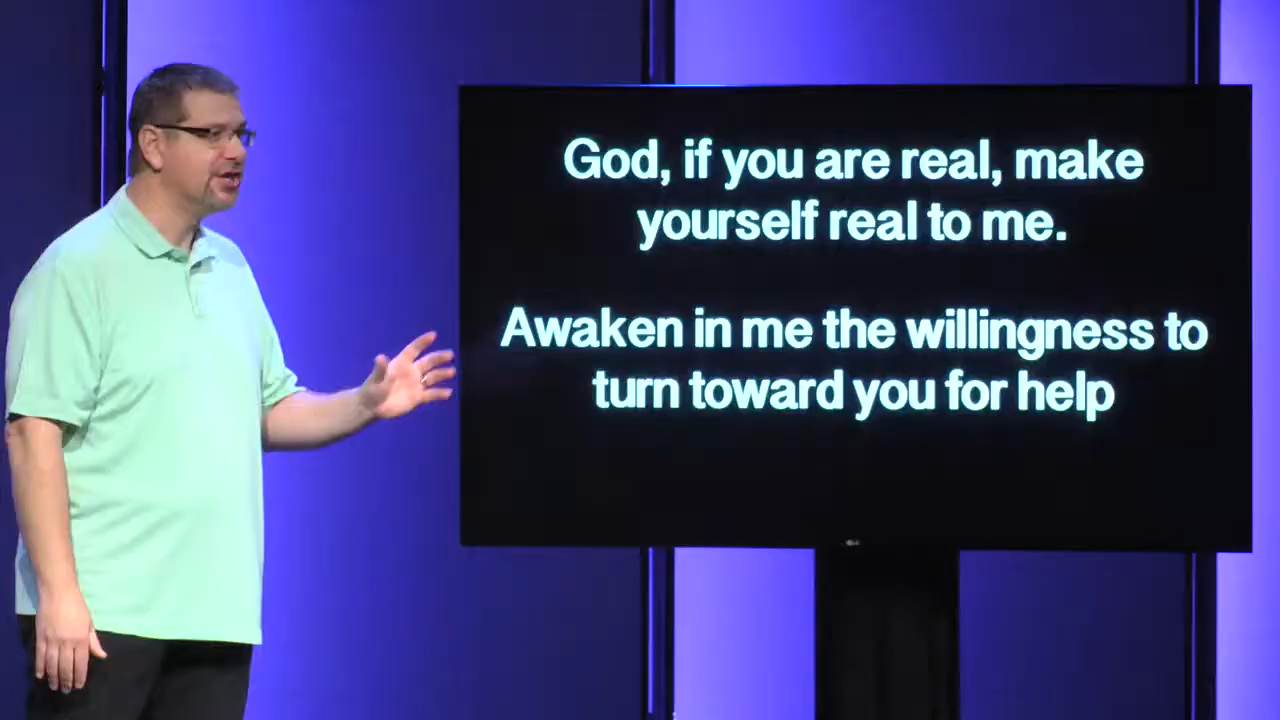 God, if you are real, make
yourself real to me.
Awaken in me the willingness to
turn toward you for help